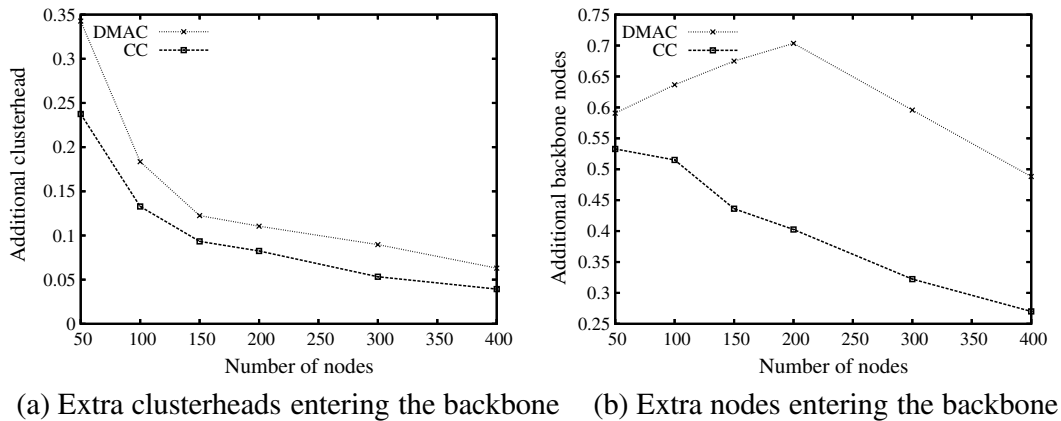 0.35
0.3
0.25
0.2
0.15
0.1
0.05
0
50 100 150 200 250 300 350 400
Additional clusterhead
Number of nodes
DMAC
CC
(a) Extra clusterheads entering the backbone
0.75
0.7
0.65
0.6
0.55
0.5
0.45
0.4
0.35
0.3
0.25
50 100 150 200 250 300 350 400
Additional backbone nodes
Number of nodes
DMAC
CC
(b) Extra nodes entering the backbone